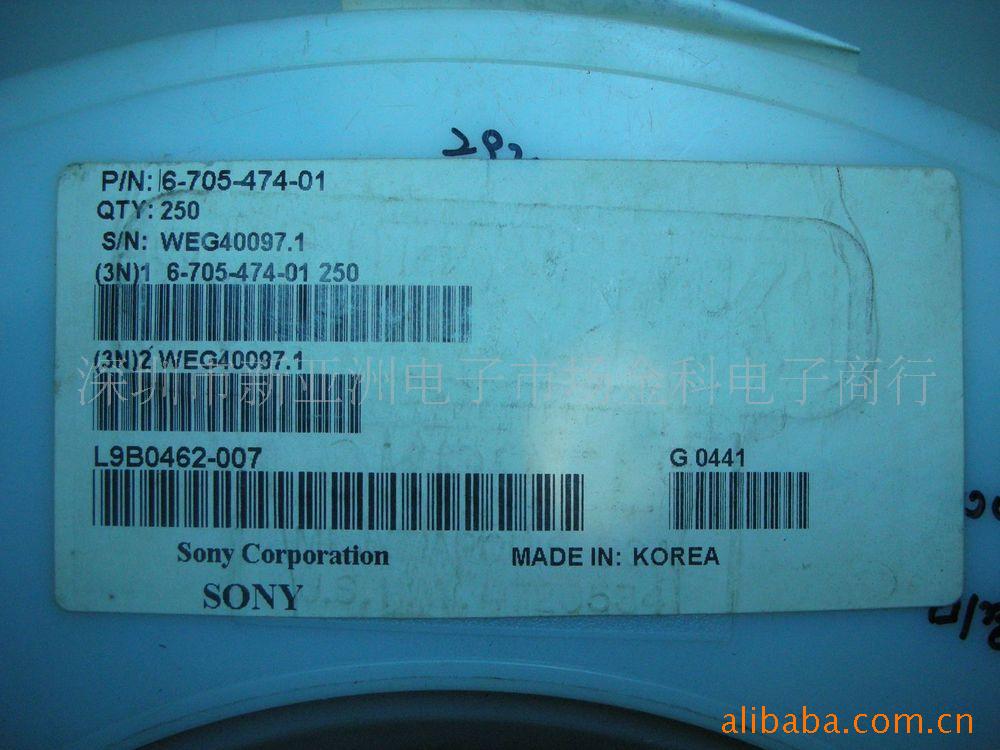 292
P/N: 6-705-474-01
QTY: 250
S/N: WEG40097.1
(3N)1 6-705-474-01 250
(3N)2 WEG40097.1
深圳市新亚洲电子市场金科电子商行
L9B0462-007
G 0441
Sony Corporation
MADE IN: KOREA
SONY
alibaba.com.cn